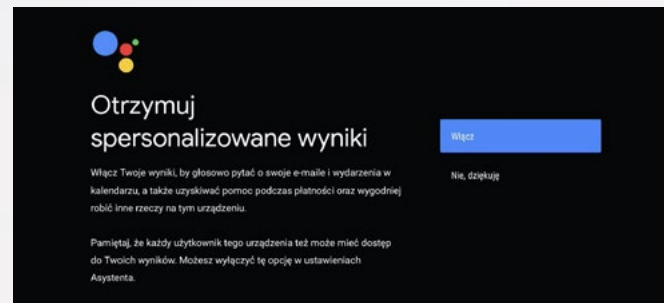 Otrzymuj
spersonalizowane wyniki
Włącz Twoje wyniki, by głosowo pytać o swoje e-maile i wydarzenia w
kalendarzu, a także uzyskiwać pomoc podczas płatności oraz wygodniej
robić inne rzeczy na tym urządzeniu.
Pamiętaj, że każdy użytkownik tego urządzenia też może mieć dostęp
do Twoich wyników. Możesz wyłączyć tę opcję w ustawieniach
Asystenta.
Włącz
Nie, dziękuję